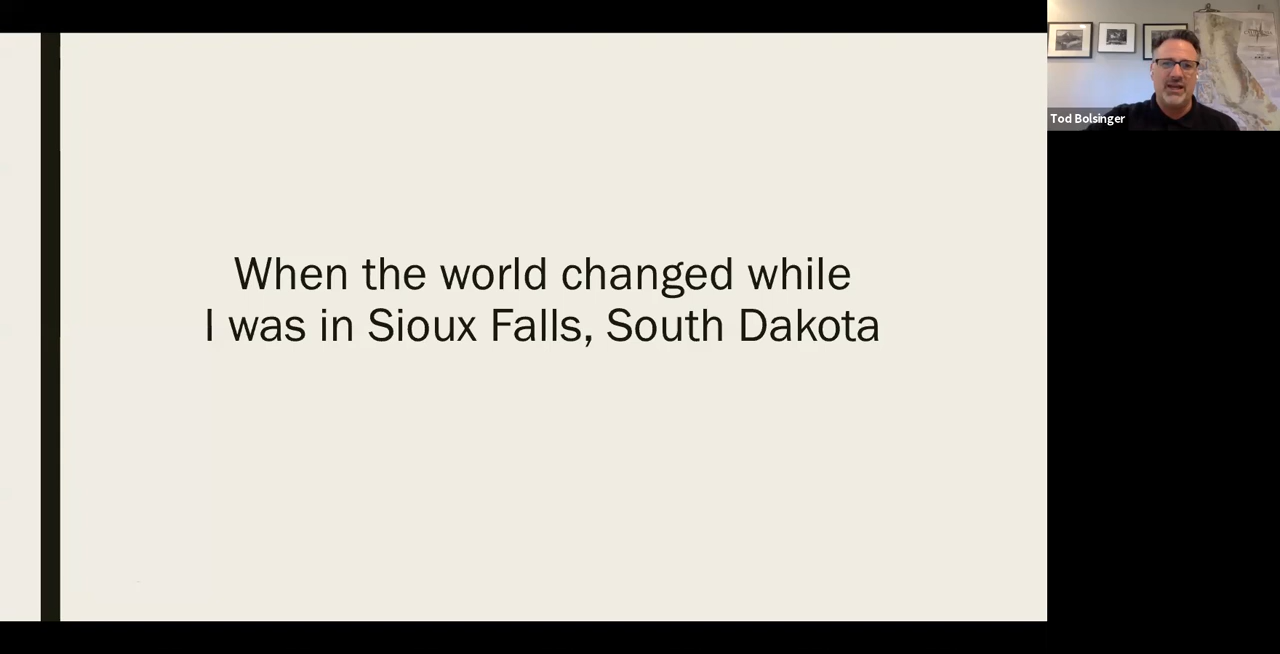 When the world changed while
I was in Sioux Falls, South Dakota
Tod Bolsinger